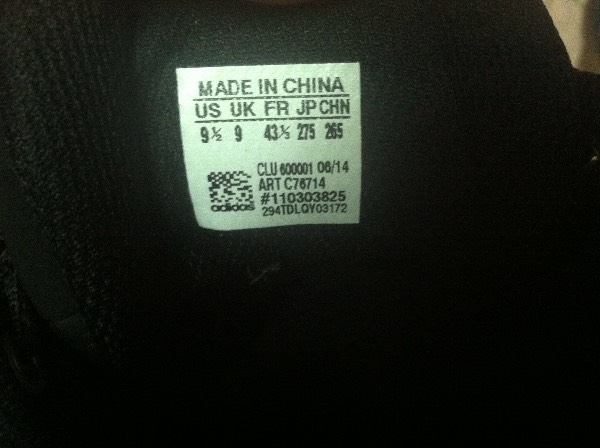 MADE IN CHINA
US UK FR JP CHN
9½ 9 43⅓ 275 265
CLU 600001 06/14
ART C76714
#110303825
adidas 294TDLQY03172